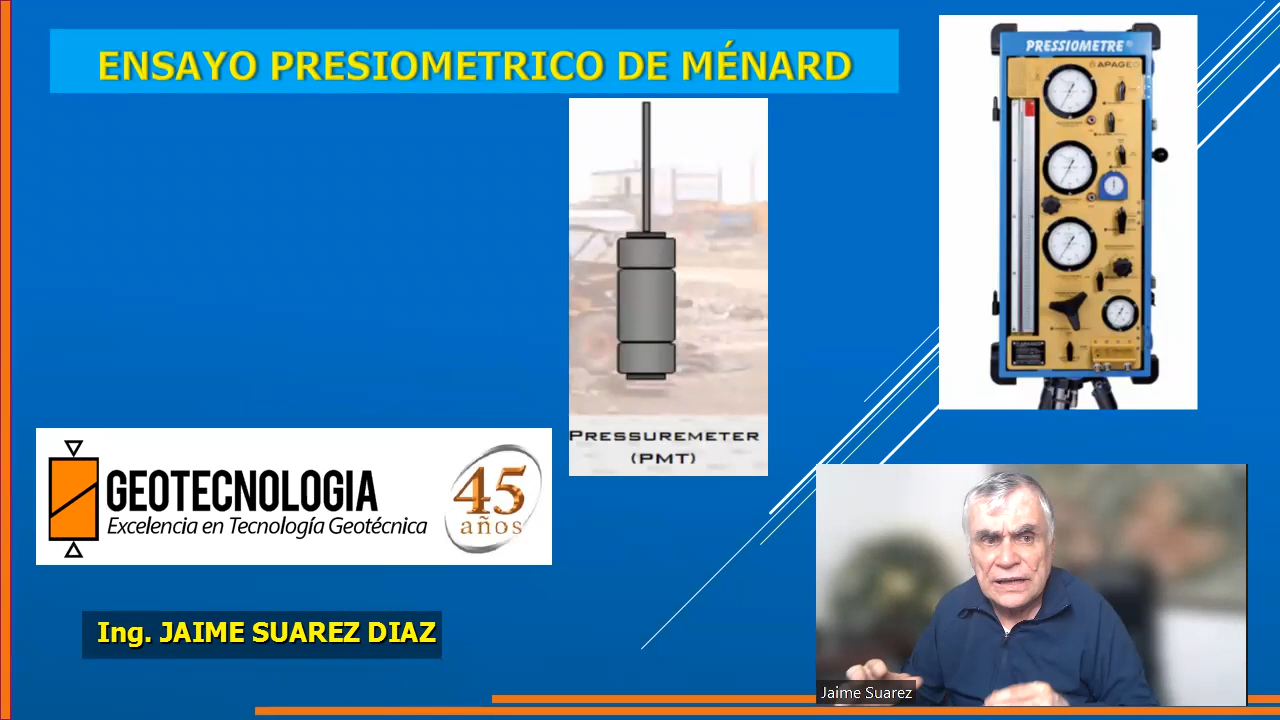 ENSAYO PRESIOMETRICO DE MÉNARD
PRESSIOMETRE
APAGEO
PRESSUREMETER
(PMT)
GEOTECNOLOGIA
Excelencia en Tecnología Geotécnica
45
años
Ing. JAIME SUAREZ DIAZ
Jaime Suarez